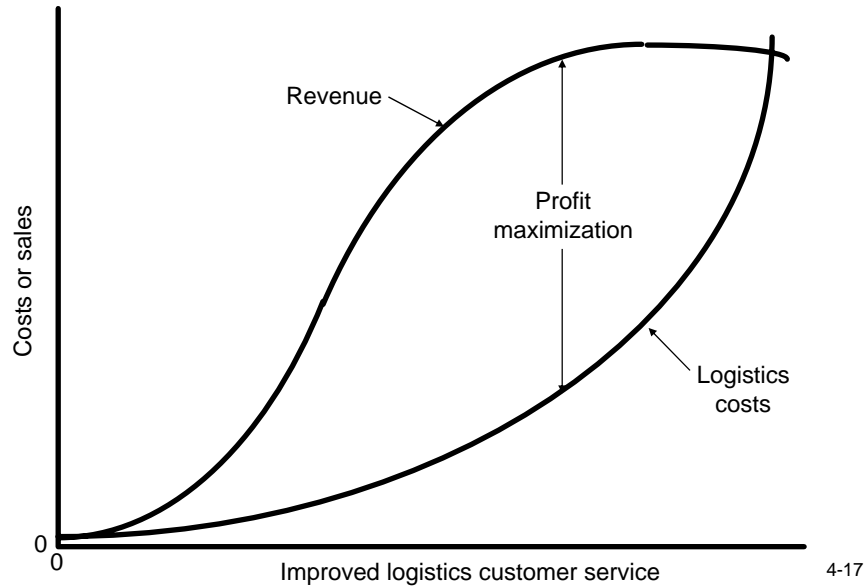 Revenue
Profit
maximization
Costs or sales
Logistics
costs
0
0
Improved logistics customer service
4-17